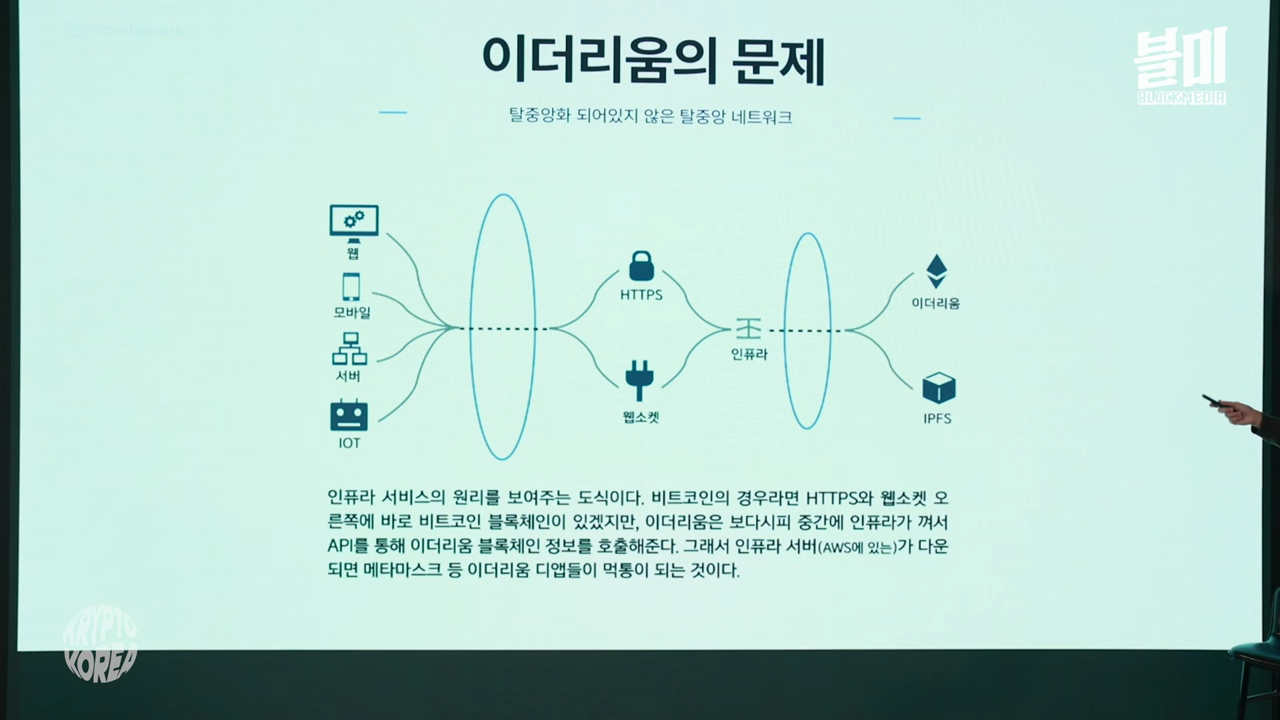 이더리움의 문제
블미
BLOCKMEDIA
탈중앙화 되어있지 않은 탈중앙 네트워크
웹
모바일
서버
IOT
HTTPS
웹소켓
인퓨라
이더리움
IPFS
인퓨라 서비스의 원리를 보여주는 도식이다. 비트코인의 경우라면 HTTPS와 웹소켓 오
른쪽에 바로 비트코인 블록체인이 있겠지만, 이더리움은 보다시피 중간에 인퓨라가 껴서
API를 통해 이더리움 블록체인 정보를 호출해준다. 그래서 인퓨라 서버(AWS에 있는)가 다운
되면 메타마스크 등 이더리움 디앱들이 먹통이 되는 것이다.
KRYPTO
KOREA